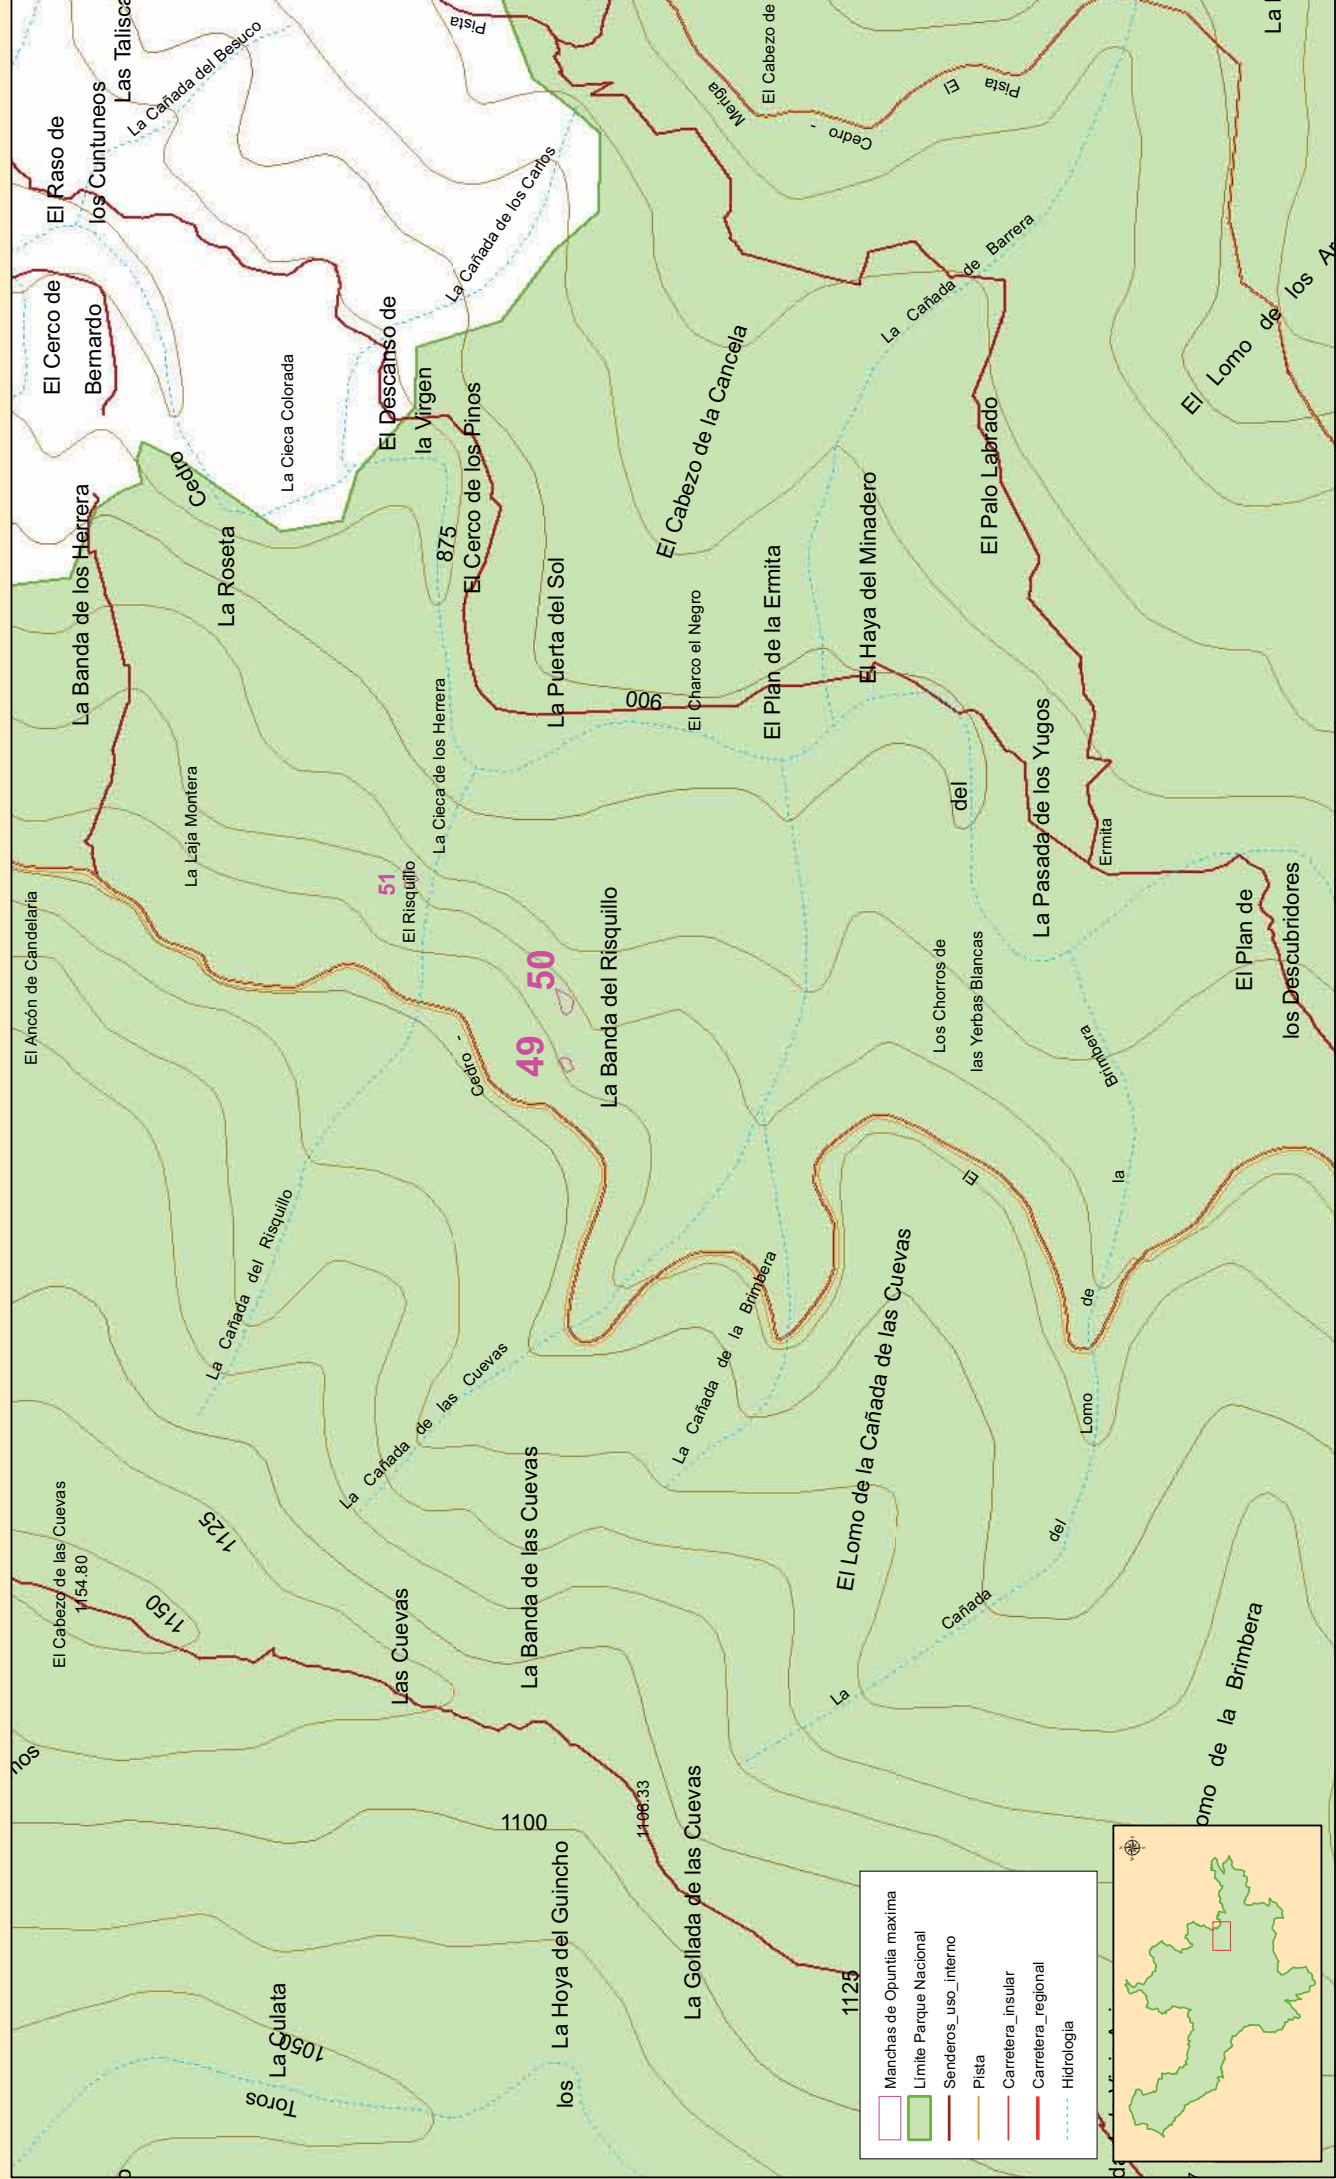 El Ancón de Candelaria
El Cabezo de las Cuevas
1154.80
1150
1125
nos
La Banda de los Herrera
El Cerco de
Bernardo
El Raso de
los Cuntuneos
Las Talisca
La Cañada del Besuco
La Laja Montera
La Roseta
Cedro
La Cieca Colorada
La Cañada del Risquillo
La Culata
1050
Toros
Las Cuevas
La Cañada de las Cuevas
51
El Risquillo
La Cieca de los Herrera
875
El Descanso de
la Virgen
El Cerco de los Pinos
La Cañada de los Carlos
Pista
Cedro -
1100
La Hoya del Guincho
los
La Banda de las Cuevas
49
50
La Banda del Risquillo
La Puerta del Sol
900
1106.33
La Gollada de las Cuevas
La Cañada de la Brimbera
El Charco el Negro
El Cabezo de la Cancela
Meriga
El Cabezo de
El Plan de la Ermita
- Cedro
El Pista
1125
La Cañada del Lomo de la Brimbera
El Lomo de la Cañada de las Cuevas
El Haya del Minadero
La Cañada de Barrera
El
Los Chorros de
las Yerbas Blancas
del
El Palo Labrado
La Pasada de los Yugos
Ermita
omo de la Brimbera
El Plan de
los Descubridores
El Lomo de los Ar
La
Manchas de Opuntia maxima
Límite Parque Nacional
Senderos_uso_interno
Pista
Carretera_insular
Carretera_regional
Hidrología